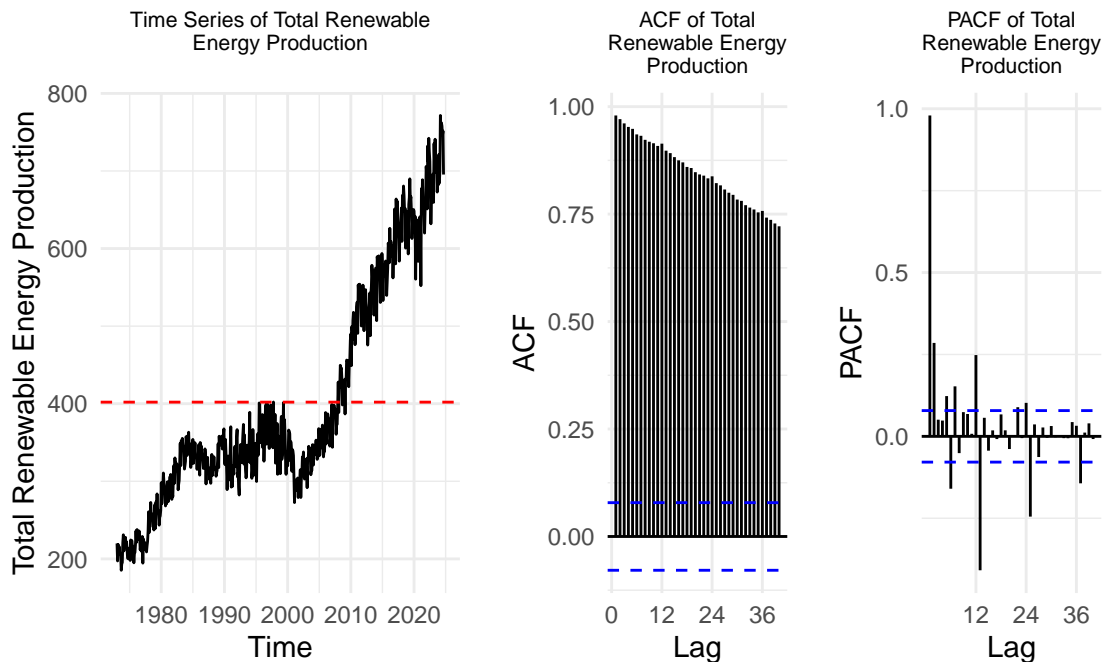 Time Series of Total Renewable
Energy Production
800
600
400
200
1980 1990 2000 2010 2020
Time
Total Renewable Energy Production
ACF of Total
Renewable Energy
Production
1.00
0.75
0.50
0.25
0.00
0 12 24 36
Lag
ACF
PACF of Total
Renewable Energy
Production
1.0
0.5
0.0
12 24 36
Lag
PACF